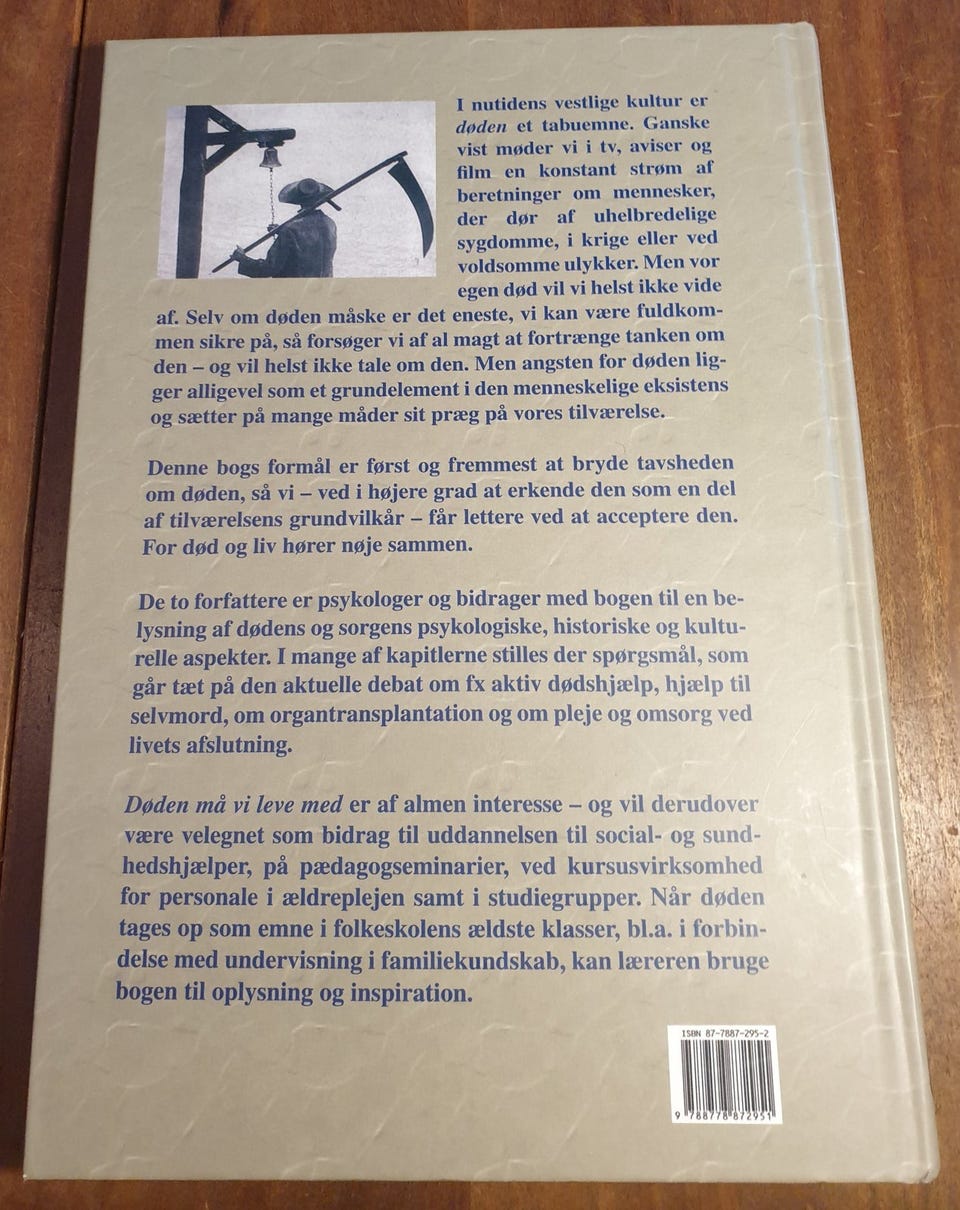 I nutidens vestlige kultur er
døden et tabuemne. Ganske
vist møder vi i tv, aviser og
film en konstant strøm af
beretninger om mennesker,
der dør af uhelbredelige
sygdomme, i krige eller ved
voldsomme ulykker. Men vor
egen død vil vi helst ikke vide
af. Selv om døden måske er det eneste, vi kan være fuldkom-
men sikre på, så forsøger vi af al magt at fortrænge tanken om
den – og vil helst ikke tale om den. Men angsten for døden lig-
ger alligevel som et grundelement i den menneskelige eksistens
og sætter på mange måder sit præg på vores tilværelse.
Denne bogs formål er først og fremmest at bryde tavsheden
om døden, så vi – ved i højere grad at erkende den som en del
af tilværelsens grundvilkår – får lettere ved at acceptere den.
For død og liv hører nøje sammen.
De to forfattere er psykologer og bidrager med bogen til en be-
lysning af dødens og sorgens psykologiske, historiske og kultu-
relle aspekter. I mange af kapitlerne stilles der spørgsmål, som
går tæt på den aktuelle debat om fx aktiv dødshjælp, hjælp til
selvmord, om organtransplantation og om pleje og omsorg ved
livets afslutning.
Døden må vi leve med er af almen interesse – og vil derudover
være velegnet som bidrag til uddannelsen til social- og sund-
hedshjælper, på pædagogseminarier, ved kursusvirksomhed
for personale i ældreplejen samt i studiegrupper. Når døden
tages op som emne i folkeskolens ældste klasser, bl.a. i forbin-
delse med undervisning i familiekundskab, kan læreren bruge
bogen til oplysning og inspiration.
ISBN 87-7887-295-2
9 788778 872951